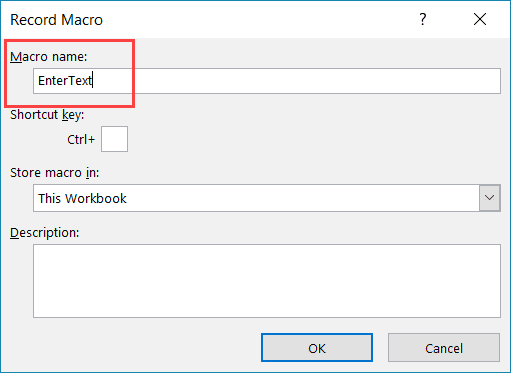 Record Macro ?
Macro name:
EnterText
Shortcut key:
Ctrl+
Store macro in:
This Workbook
Description:
OK Cancel